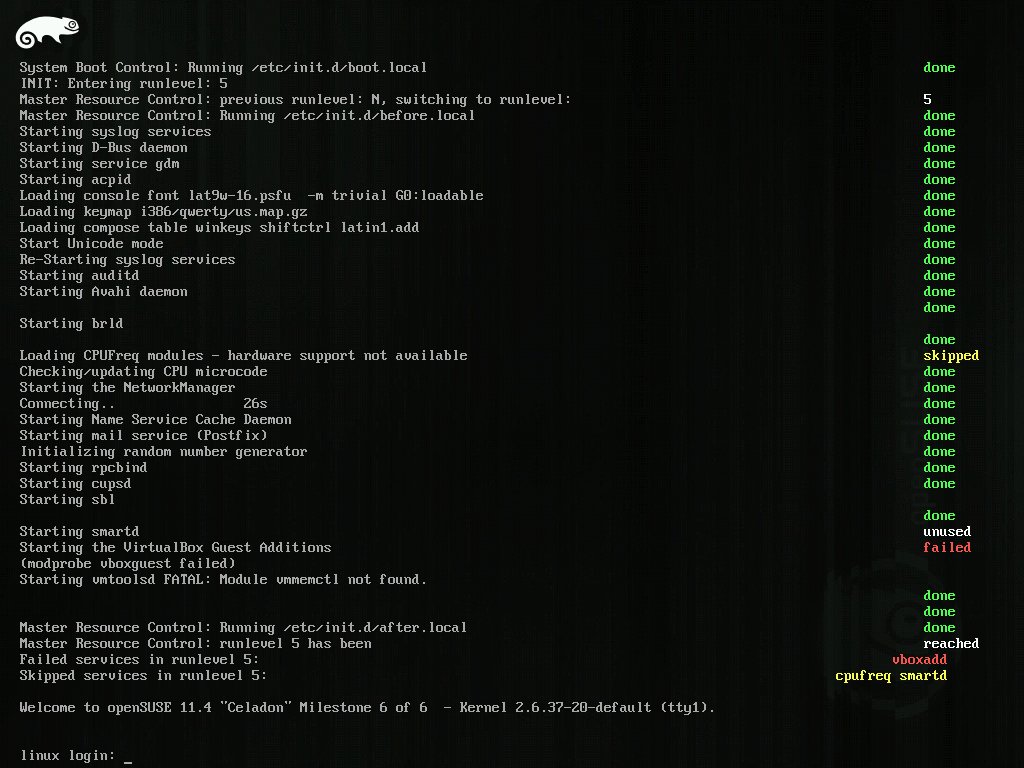 System Boot Control: Running /etc/init.d/boot.local done
INIT: Entering runlevel: 5
Master Resource Control: previous runlevel: N, switching to runlevel: 5
Master Resource Control: Running /etc/init.d/before.local done
Starting syslog services done
Starting D-Bus daemon done
Starting service gdm done
Starting acpid done
Loading console font lat9w-16.psfu  -m trivial G0:loadable done
Loading keymap i386/qwerty/us.map.gz done
Loading compose table winkeys shiftctrl latin1.add done
Start Unicode mode done
Re-Starting syslog services done
Starting auditd done
Starting Avahi daemon done
done
Starting brld
done
Loading CPUFreq modules - hardware support not available skipped
Checking/updating CPU microcode done
Starting the NetworkManager done
Connecting.. 26s done
Starting Name Service Cache Daemon done
Starting mail service (Postfix) done
Initializing random number generator done
Starting rpcbind done
Starting cupsd done
Starting sbl
done
Starting smartd unused
Starting the VirtualBox Guest Additions failed
(modprobe vboxguest failed)
Starting vmtoolsd FATAL: Module vmmemctl not found.
done
done
Master Resource Control: Running /etc/init.d/after.local done
Master Resource Control: runlevel 5 has been reached
Failed services in runlevel 5: vboxadd
Skipped services in runlevel 5: cpufreq smartd
Welcome to openSUSE 11.4 "Celadon" Milestone 6 of 6  - Kernel 2.6.37-20-default (tty1).
linux login: _